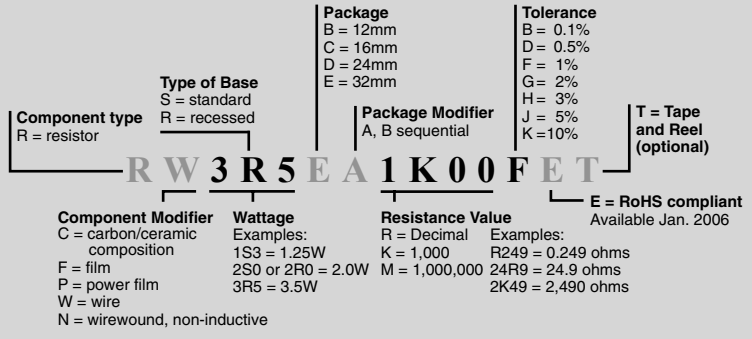 Package
B = 12mm
C = 16mm
D = 24mm
E = 32mm
Tolerance
B = 0.1%
D = 0.5%
F = 1%
G = 2%
H = 3%
J = 5%
K =10%
Type of Base
S = standard
R = recessed
Component type
R = resistor
Package Modifier
A, B sequential
T = Tape
and Reel
(optional)
R W 3 R 5 E A 1 K 0 0 F E T
E = RoHS compliant
Available Jan. 2006
Component Modifier
C = carbon/ceramic
composition
F = film
P = power film
W = wire
N = wirewound, non-inductive
Wattage
Examples:
1S3 = 1.25W
2S0 or 2R0 = 2.0W
3R5 = 3.5W
Resistance Value
R = Decimal
K = 1,000
M = 1,000,000
Examples:
R249 = 0.249 ohms
24R9 = 24.9 ohms
2K49 = 2,490 ohms